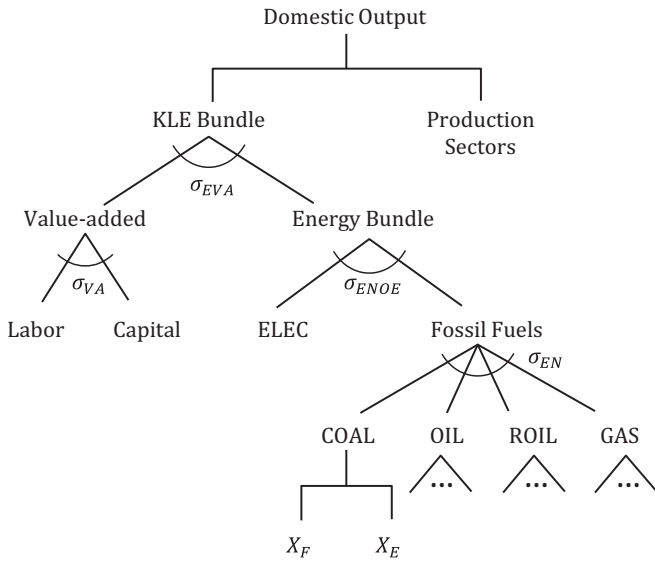 Domestic Output
KLE Bundle
Production
Sectors
σ_EVA
Value-added
Energy Bundle
σ_VA
σ_ENOE
Labor
Capital
ELEC
Fossil Fuels
σ_EN
COAL
OIL
ROIL
GAS
...
...
...
X_F
X_E